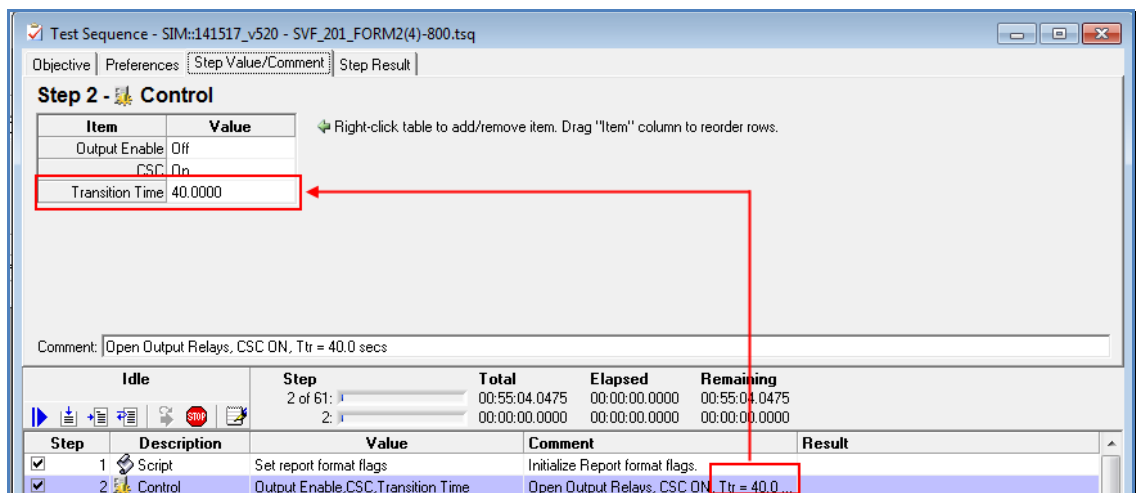 Test Sequence - SIM::141517_v520 - SVF_201_FORM2(4)-800.tsq
Objective Preferences Step Value/Comment Step Result
Step 2 - Control
Item Value
Right-click table to add/remove item. Drag "Item" column to reorder rows.
Output Enable Off
CSC On
Transition Time 40.0000
Comment: Open Output Relays, CSC ON, Ttr = 40.0 secs
Idle Step Total Elapsed Remaining
2 of 61: 00:55:04.0475 00:00:00.0000 00:55:04.0475
STOP 2: 00:00:00.0000 00:00:00.0000 00:00:00.0000
Step Description Value Comment Result
1 Script Set report format flags Initialize Report format flags.
2 Control Output Enable,CSC,Transition Time Open Output Relays, CSC ON, Ttr = 40.0 ...